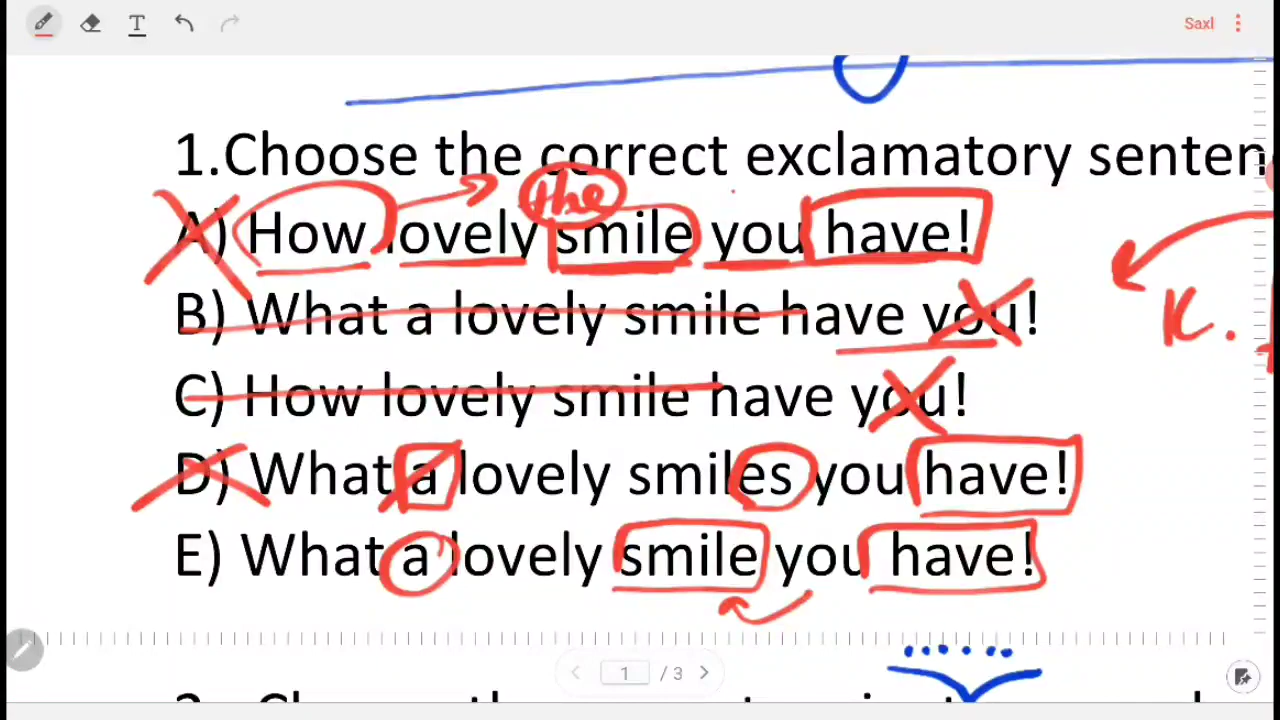 Saxl
1.Choose the correct exclamatory senten
the
A) How lovely smile you have!
B) What a lovely smile have you!
K.
C) How lovely smile have you!
D) What a lovely smiles you have!
E) What a lovely smile you have!
1 / 3